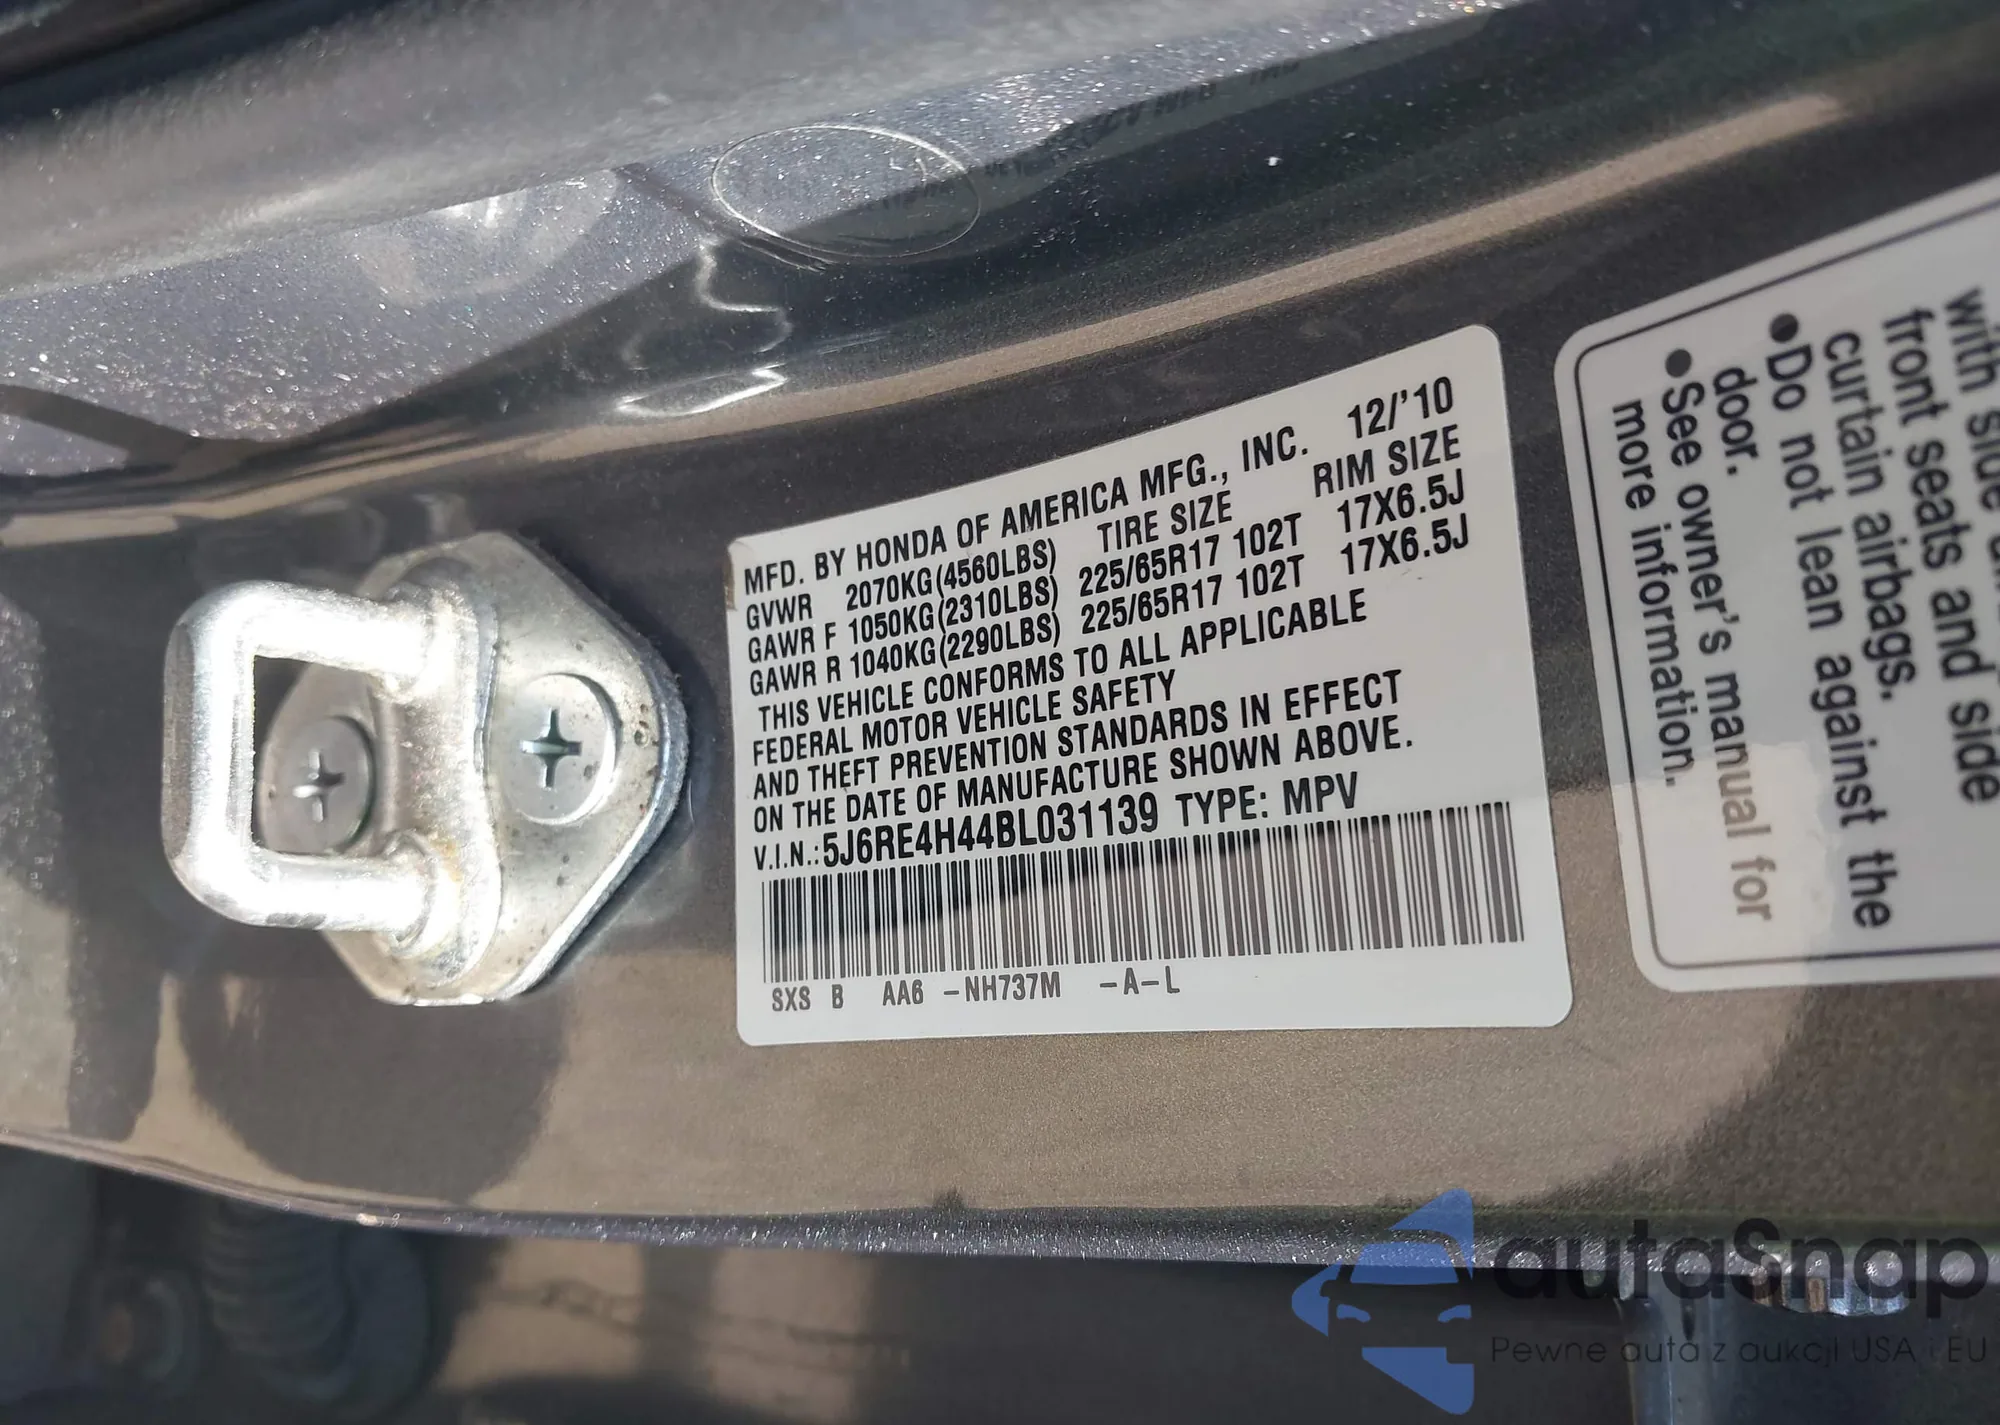 MFD. BY HONDA OF AMERICA MFG., INC. 12/'10
GVWR 2070KG(4560LBS) TIRE SIZE RIM SIZE
GAWR F 1050KG(2310LBS) 225/65R17 102T 17X6.5J
GAWR R 1040KG(2290LBS) 225/65R17 102T 17X6.5J
THIS VEHICLE CONFORMS TO ALL APPLICABLE
FEDERAL MOTOR VEHICLE SAFETY
AND THEFT PREVENTION STANDARDS IN EFFECT
ON THE DATE OF MANUFACTURE SHOWN ABOVE.
V.I.N.:5J6RE4H44BL031139 TYPE: MPV
SXS B AA6 -NH737M -A-L
with side
front seats and side
curtain airbags.
●Do not lean against the
door.
●See owner's manual for
more information.
autaSnap
Pewne auta z aukcji USA i EU